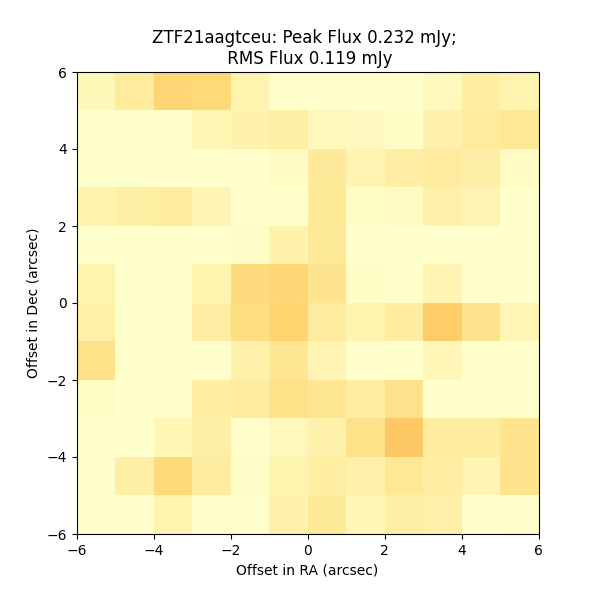 ZTF21aagtceu: Peak Flux 0.232 mJy;
RMS Flux 0.119 mJy
6
4
2
0
−2
−4
−6
Offset in Dec (arcsec)
−6 −4 −2 0 2 4 6
Offset in RA (arcsec)